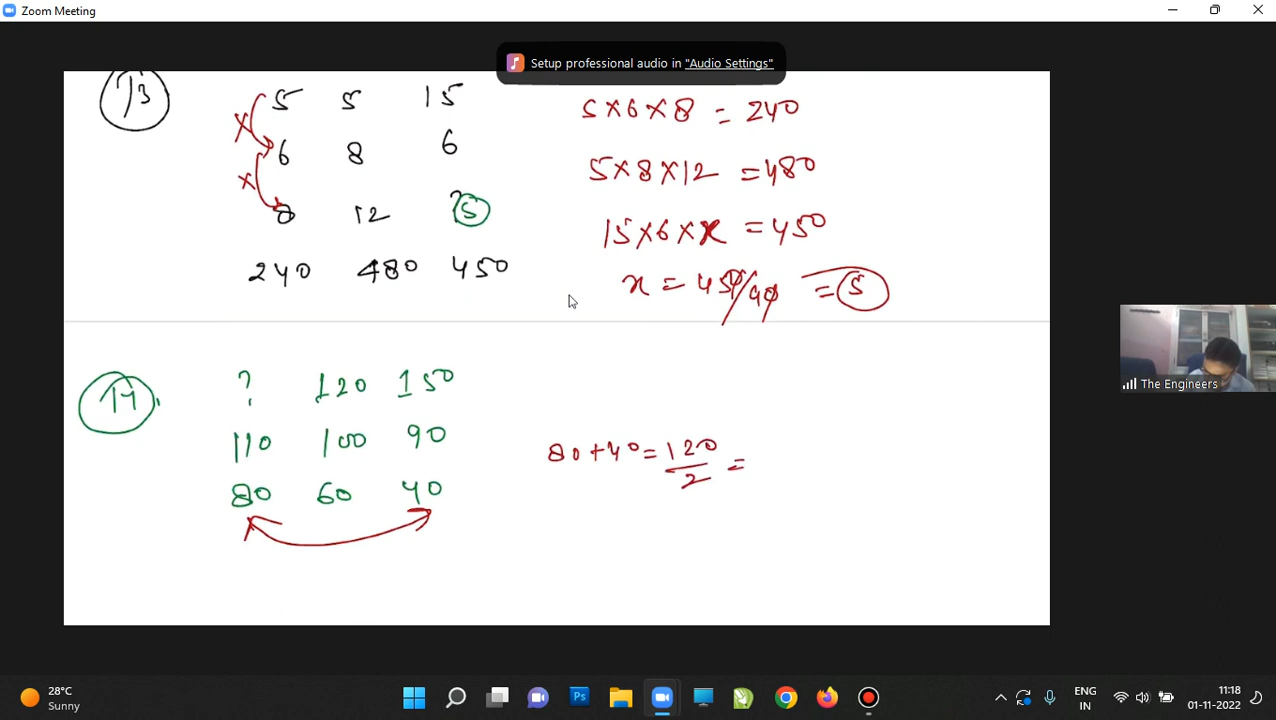 Zoom Meeting
Setup professional audio in "Audio Settings"
13
5 5 15
6 8 6
8 12 ? 5
240 480 450
5×6×8 = 240
5×8×12 = 480
15×6×x = 450
x = 450/90 = 5
14
? 120 150
110 100 90
80 60 40
80+40 = 120/2 =
The Engineers
28°C
Sunny
Ps
ENG
IN
11:18
01-11-2022